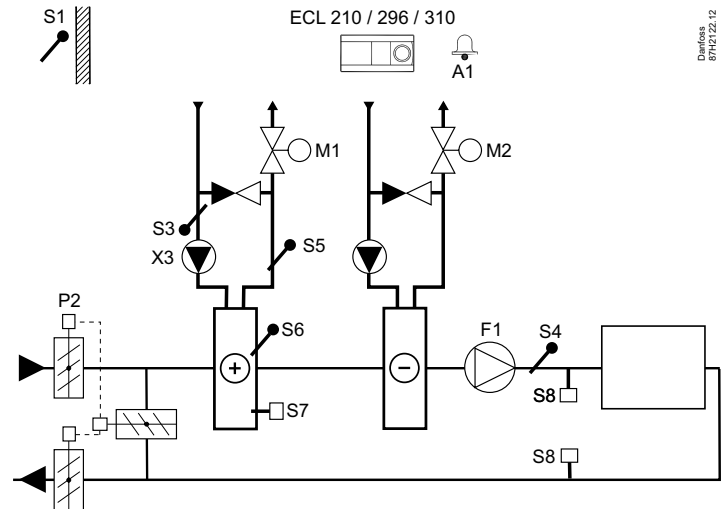 S1
ECL 210 / 296 / 310
A1
Danfoss
87H2122.12
M1
M2
S3
X3
S5
P2
S6
F1
S4
+
−
S7
S8
S8